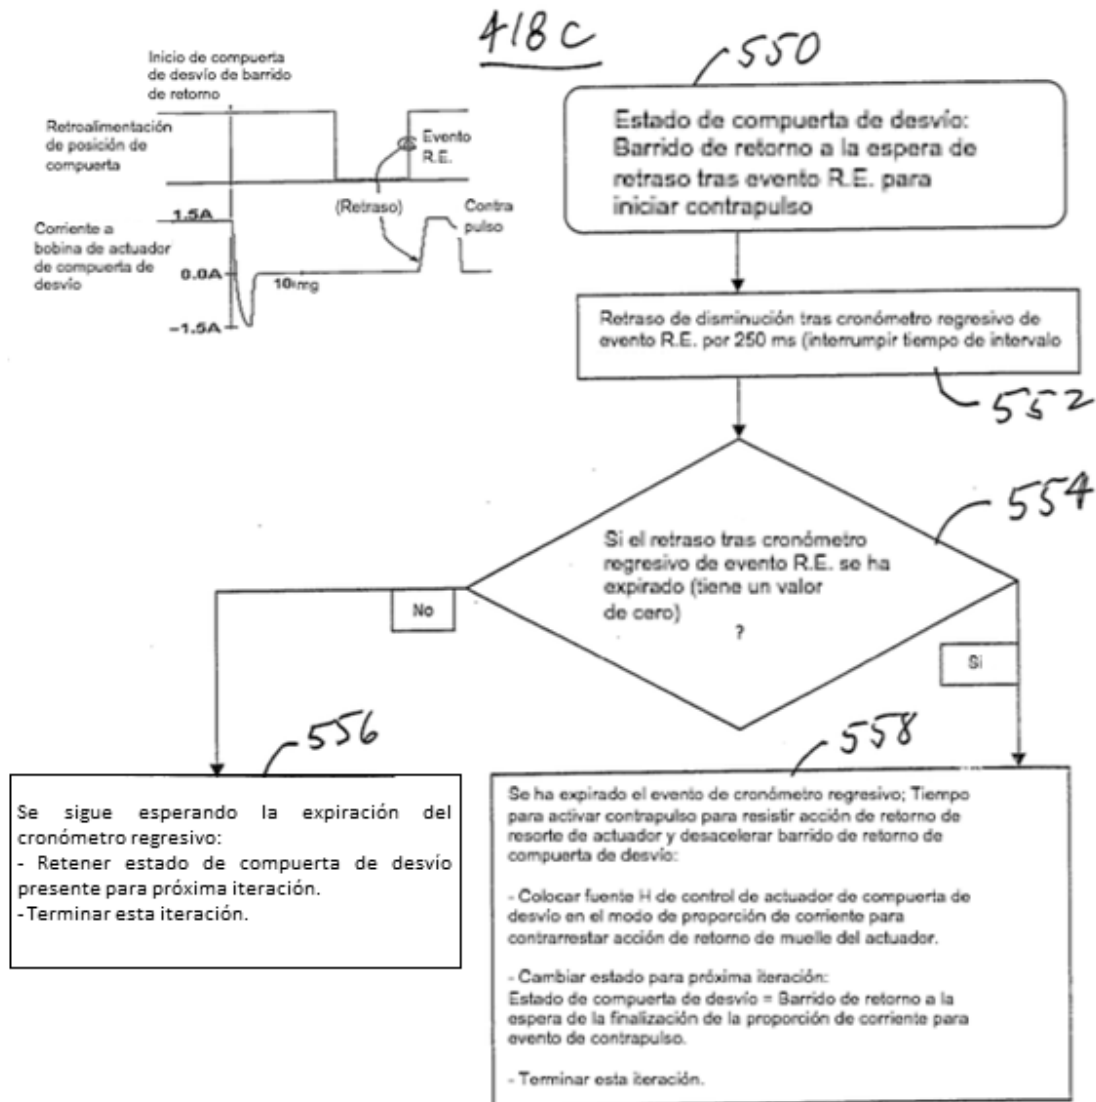 418C
Inicio de compuerta
de desvío de barrido
de retorno
Retroalimentación
de posición de
compuerta
Evento
R.E.
(Retraso)
Contra
pulso
1.5A
Corriente a
bobina de actuador
de compuerta de
desvío
0.0A
-1.5A
550
Estado de compuerta de desvío:
Barrido de retorno a la espera de
retraso tras evento R.E. para
iniciar contrapulso
Retraso de disminución tras cronómetro regresivo de
evento R.E. por 250 ms (interrumpir tiempo de intervalo
552
554
Si el retraso tras cronómetro
regresivo de evento R.E. se ha
expirado (tiene un valor
de cero)
?
No
Si
556
Se sigue esperando la expiración del
cronómetro regresivo:
- Retener estado de compuerta de desvío
presente para próxima iteración.
- Terminar esta iteración.
558
Se ha expirado el evento de cronómetro regresivo; Tiempo
para activar contrapulso para resistir acción de retorno de
resorte de actuador y desacelerar barrido de retorno de
compuerta de desvío:
- Colocar fuente H de control de actuador de compuerta de
desvío en el modo de proporción de corriente para
contrarrestar acción de retorno de muelle del actuador.
- Cambiar estado para próxima iteración:
Estado de compuerta de desvío = Barrido de retorno a la
espera de la finalización de la proporción de corriente para
evento de contrapulso.
- Terminar esta iteración.